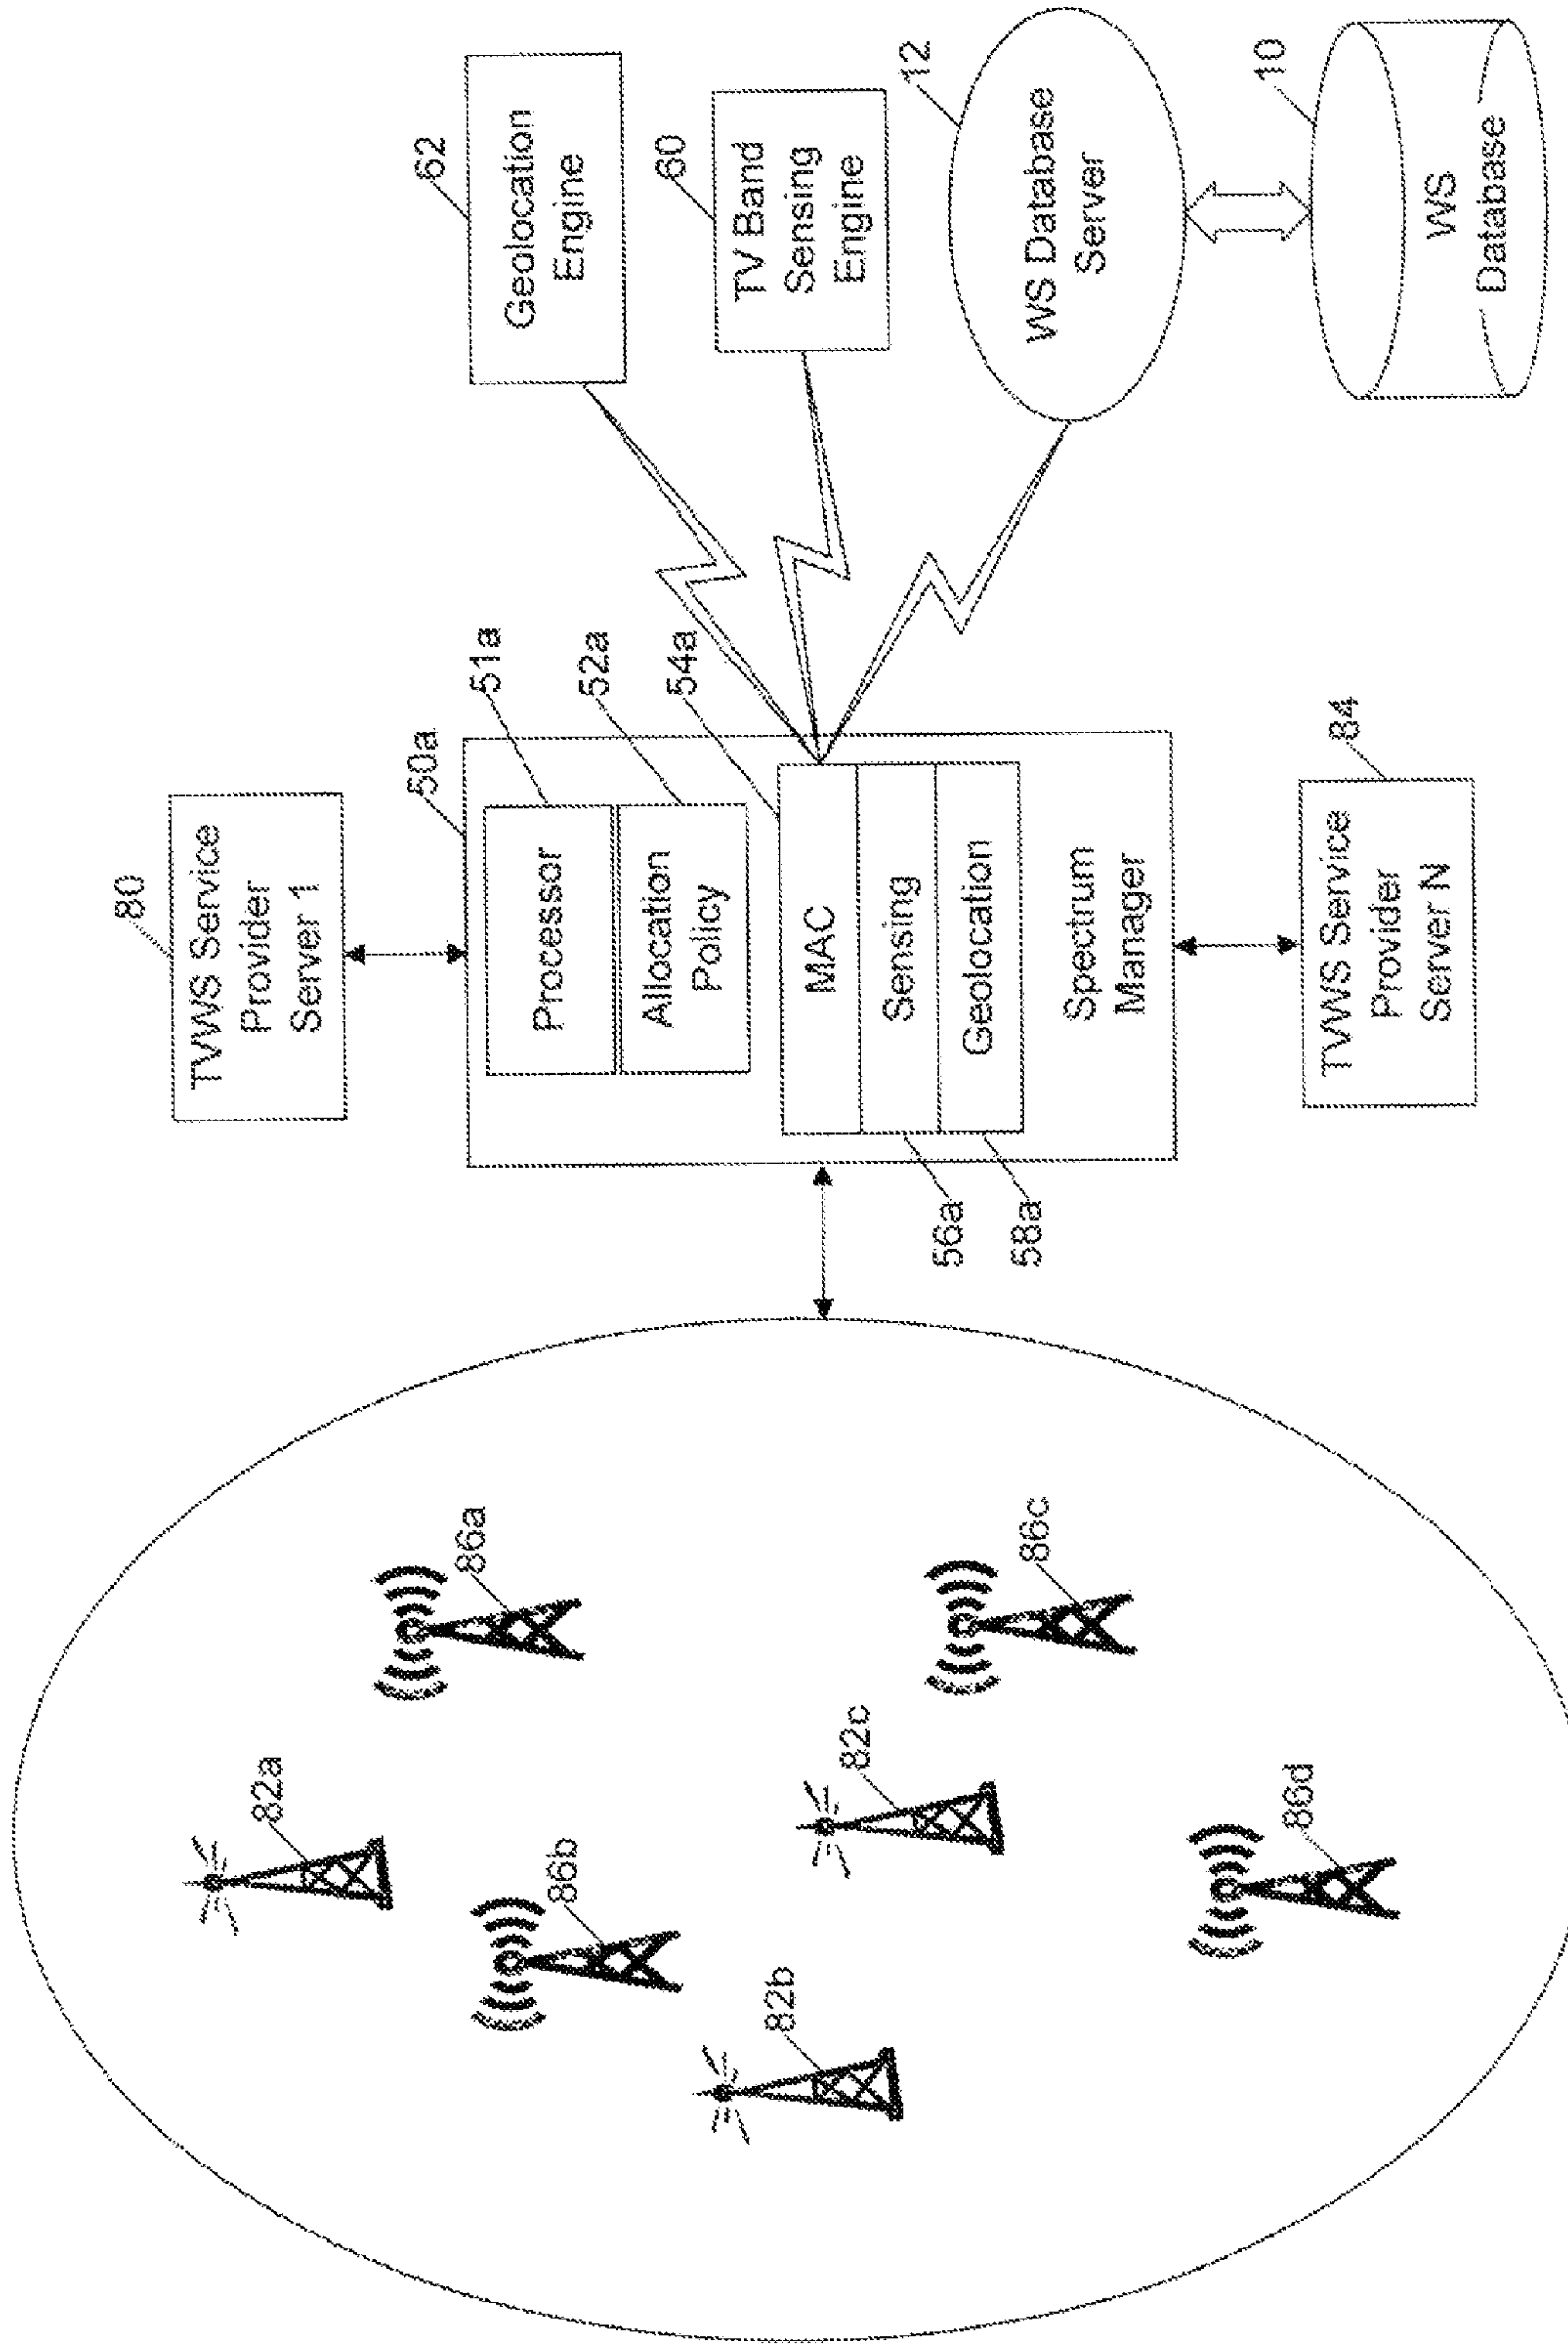 80
TVWS Service
Provider
Server 1
50a
51a
52a
54a
Processor
Allocation
Policy
MAC
Sensing
Geolocation
Spectrum
Manager
56a
58a
84
TVWS Service
Provider
Server N
62
Geolocation
Engine
60
TV Band
Sensing
Engine
12
WS Database
Server
10
WS
Database
82a
86a
86b
82b
82c
86c
86d